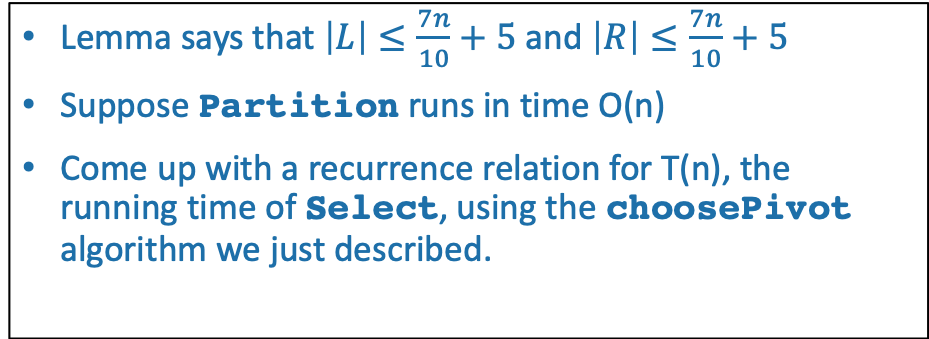 • Lemma says that |L| ≤ 7n/10 + 5 and |R| ≤ 7n/10 + 5
• Suppose Partition runs in time O(n)
• Come up with a recurrence relation for T(n), the
running time of Select, using the choosePivot
algorithm we just described.